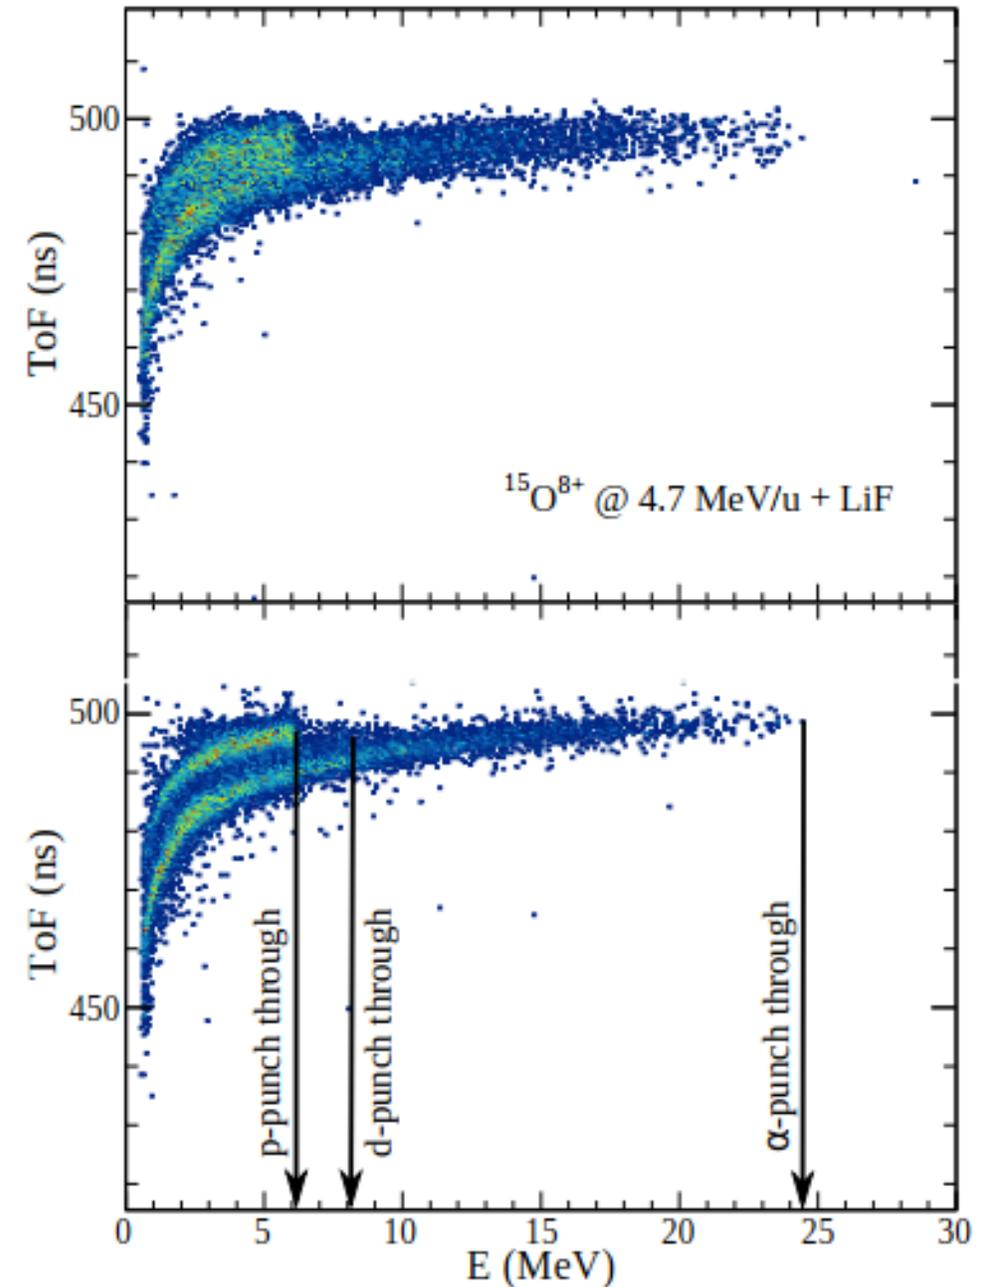 500
450
ToF (ns)
¹⁵O⁸⁺ @ 4.7 MeV/u + LiF
500
450
ToF (ns)
p-punch through
d-punch through
α-punch through
0 5 10 15 20 25 30
E (MeV)